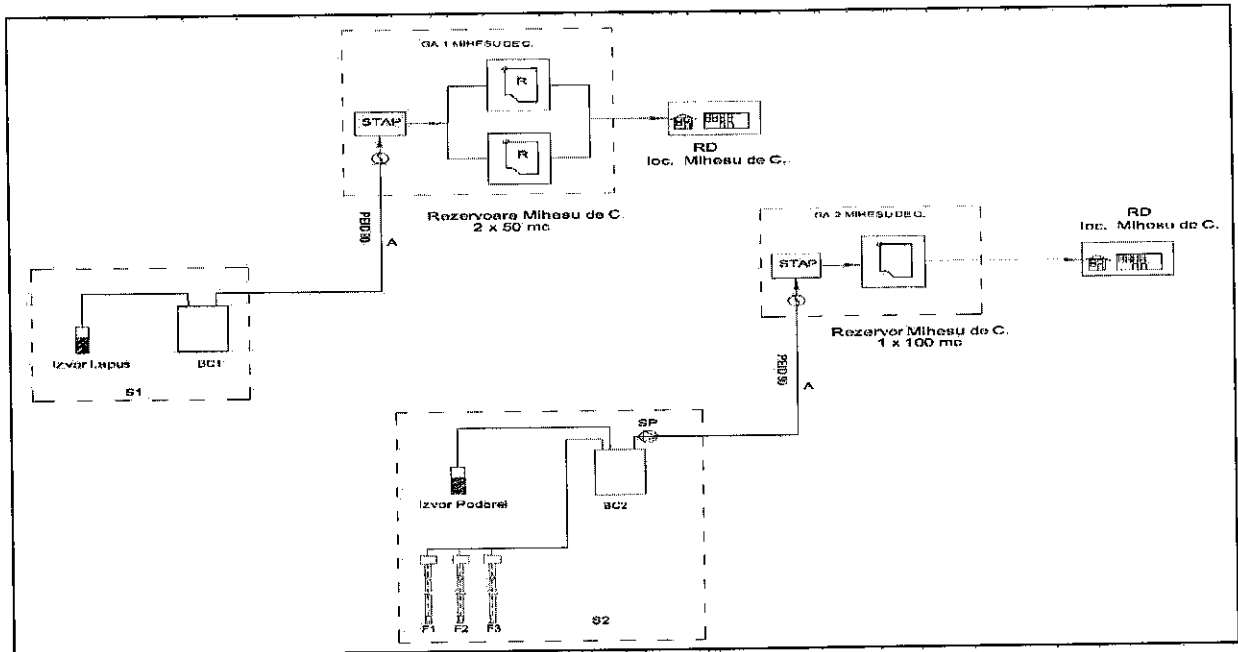 GA 1 MIHESU DE C.
R
STAP
R
RD
loc. Mihesu de C.
Rezervoare Mihesu de C.
2 x 50 mc
PEID 90
A
GA 2 MIHESU DE C.
STAP
RD
loc. Mihesu de C.
Rezervor Mihesu de C.
1 x 100 mc
Izvor Lapus
BC1
S1
PEID 90
A
SP
Izvor Podarei
BC2
F1 F2 F3
S2